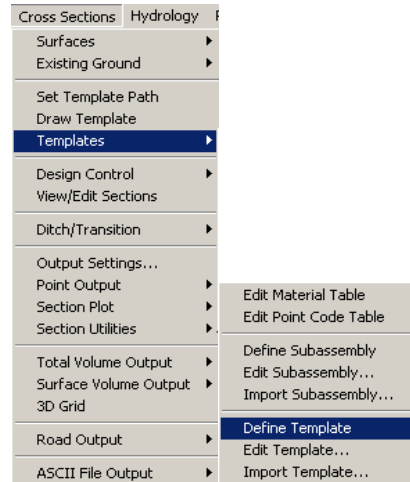 Cross Sections Hydrology
Surfaces
Existing Ground
Set Template Path
Draw Template
Templates
Design Control
View/Edit Sections
Ditch/Transition
Output Settings...
Point Output
Section Plot
Section Utilities
Total Volume Output
Surface Volume Output
3D Grid
Road Output
ASCII File Output
Edit Material Table
Edit Point Code Table
Define Subassembly
Edit Subassembly...
Import Subassembly...
Define Template
Edit Template...
Import Template...